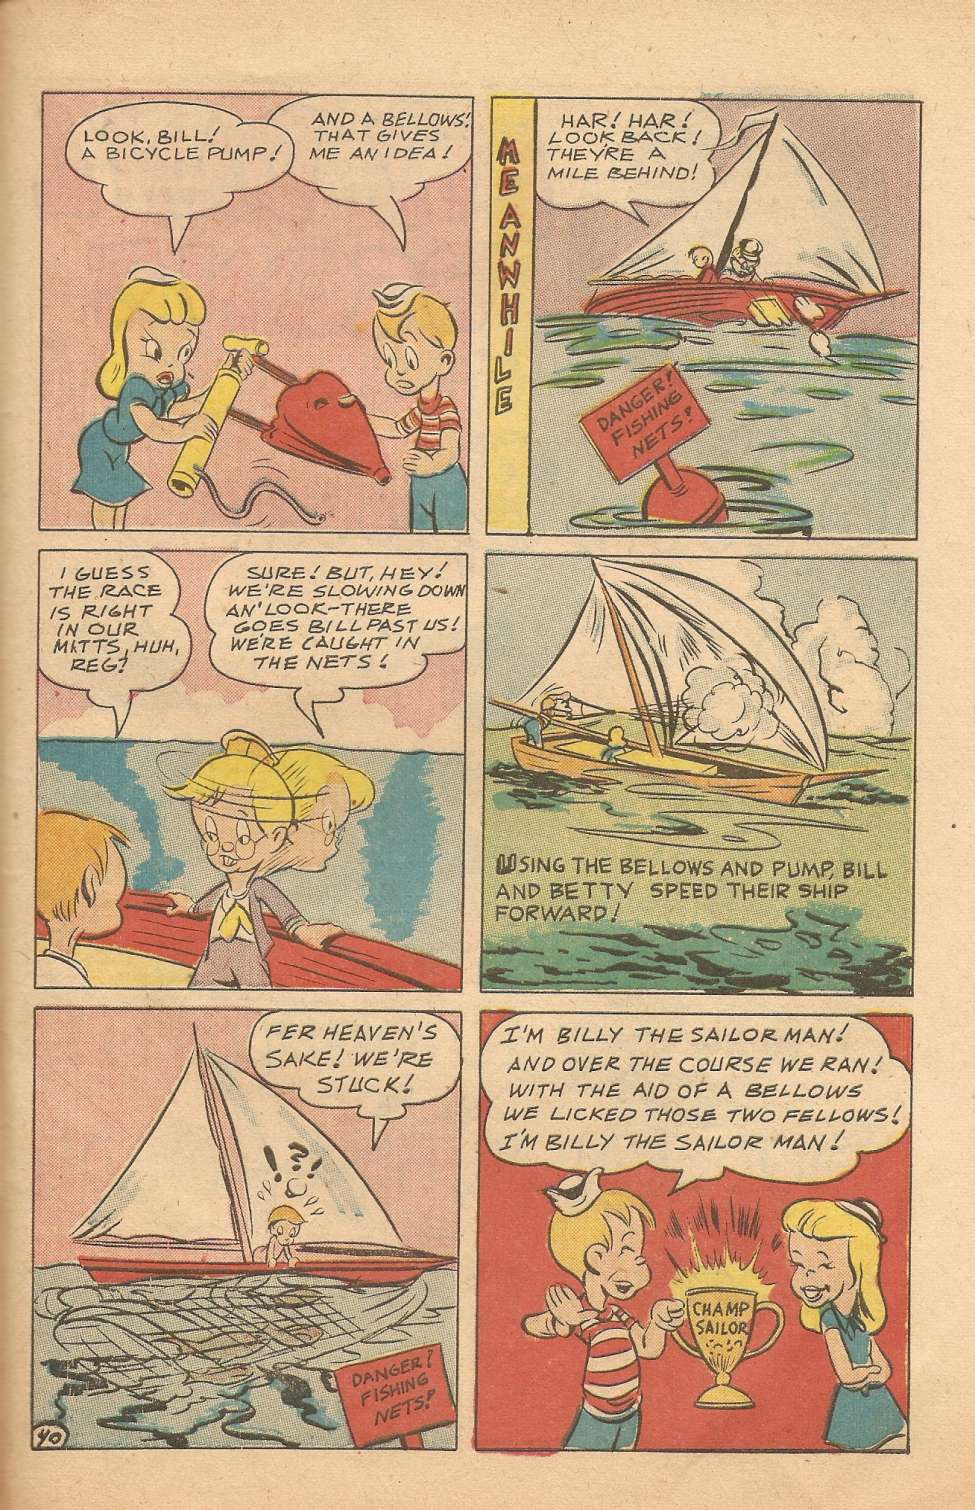 LOOK, BILL!
A BICYCLE PUMP!
AND A BELLOWS!
THAT GIVES
ME AN IDEA!
MEANWHILE
HAR! HAR!
LOOK BACK!
THEY'RE A
MILE BEHIND!
DANGER!
FISHING
NETS!
I GUESS
THE RACE
IS RIGHT
IN OUR
MITTS, HUH,
REG?
SURE! BUT, HEY!
WE'RE SLOWING DOWN
AN' LOOK-THERE
GOES BILL PAST US!
WE'RE CAUGHT IN
THE NETS!
USING THE BELLOWS AND PUMP, BILL
AND BETTY SPEED THEIR SHIP
FORWARD!
FER HEAVEN'S
SAKE! WE'RE
STUCK!
!?!
DANGER!
FISHING
NETS!
40
I'M BILLY THE SAILOR MAN!
AND OVER THE COURSE WE RAN!
WITH THE AID OF A BELLOWS
WE LICKED THOSE TWO FELLOWS!
I'M BILLY THE SAILOR MAN!
CHAMP
SAILOR